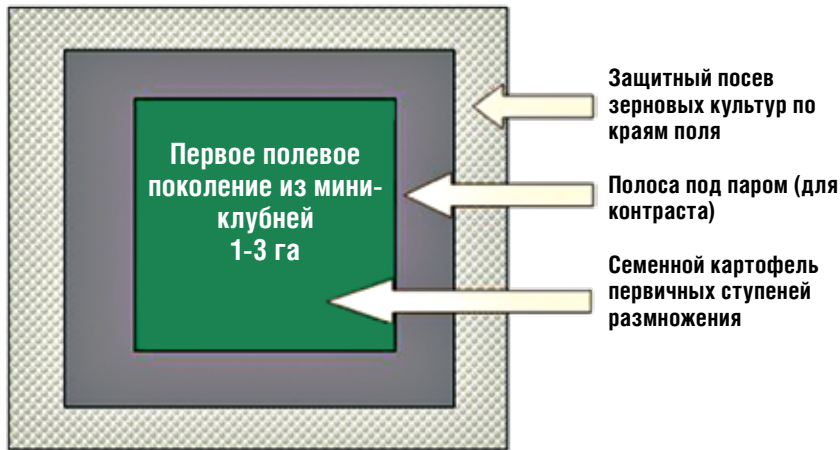 Первое полевое
поколение из мини-
клубней
1-3 га
Защитный посев
зерновых культур по
краям поля
Полоса под паром (для
контраста)
Семенной картофель
первичных ступеней
размножения